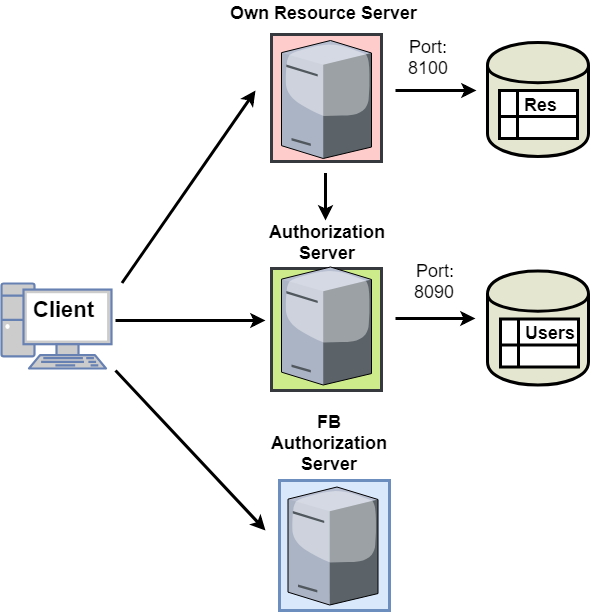 Own Resource Server
Port:
8100
Res
Authorization
Server
Port:
8090
Client
Users
FB
Authorization
Server